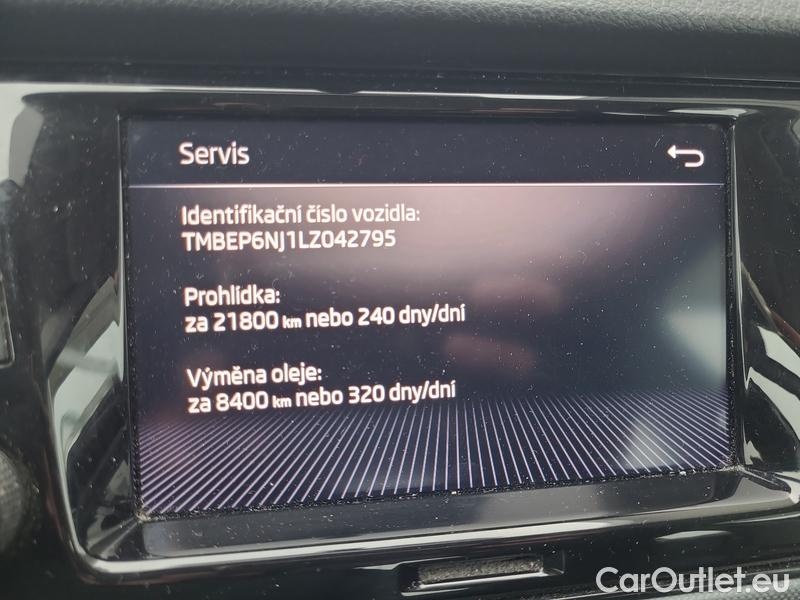 Servis
Identifikační číslo vozidla:
TMBEP6NJ1LZ042795
Prohlídka:
za 21800 km nebo 240 dny/dní
Výměna oleje:
za 8400 km nebo 320 dny/dní
CarOutlet.eu